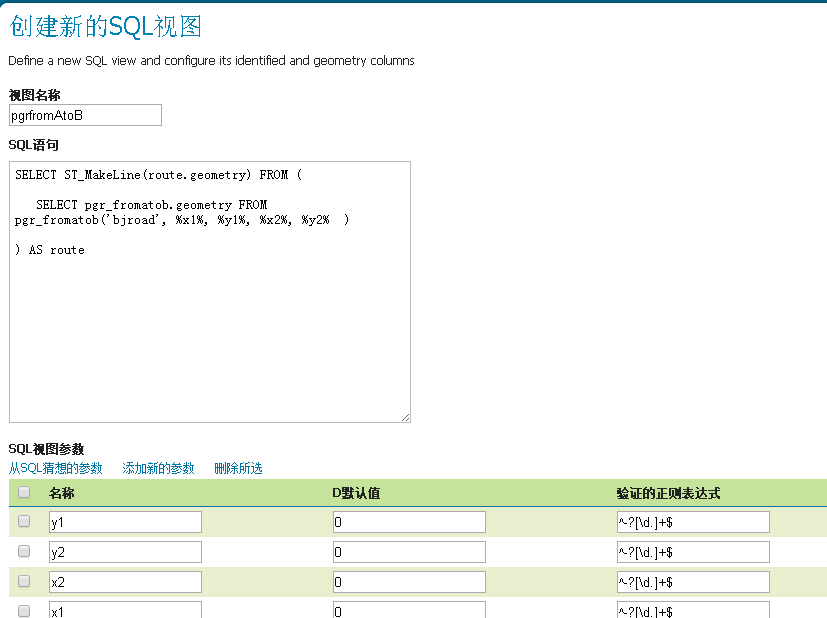 创建新的SQL视图
Define a new SQL view and configure its identified and geometry columns
视图名称
pgrfromAtoB
SQL语句
SELECT ST_MakeLine(route.geometry) FROM (
SELECT pgr_fromatob.geometry FROM
pgr_fromatob('bjroad', %x1%, %y1%, %x2%, %y2%  )
) AS route
SQL视图参数
从SQL猜想的参数 添加新的参数 删除所选
名称 D默认值 验证的正则表达式
y1 0 ^-?[\d.]+$
y2 0 ^-?[\d.]+$
x2 0 ^-?[\d.]+$
x1 0 ^-?[\d.]+$